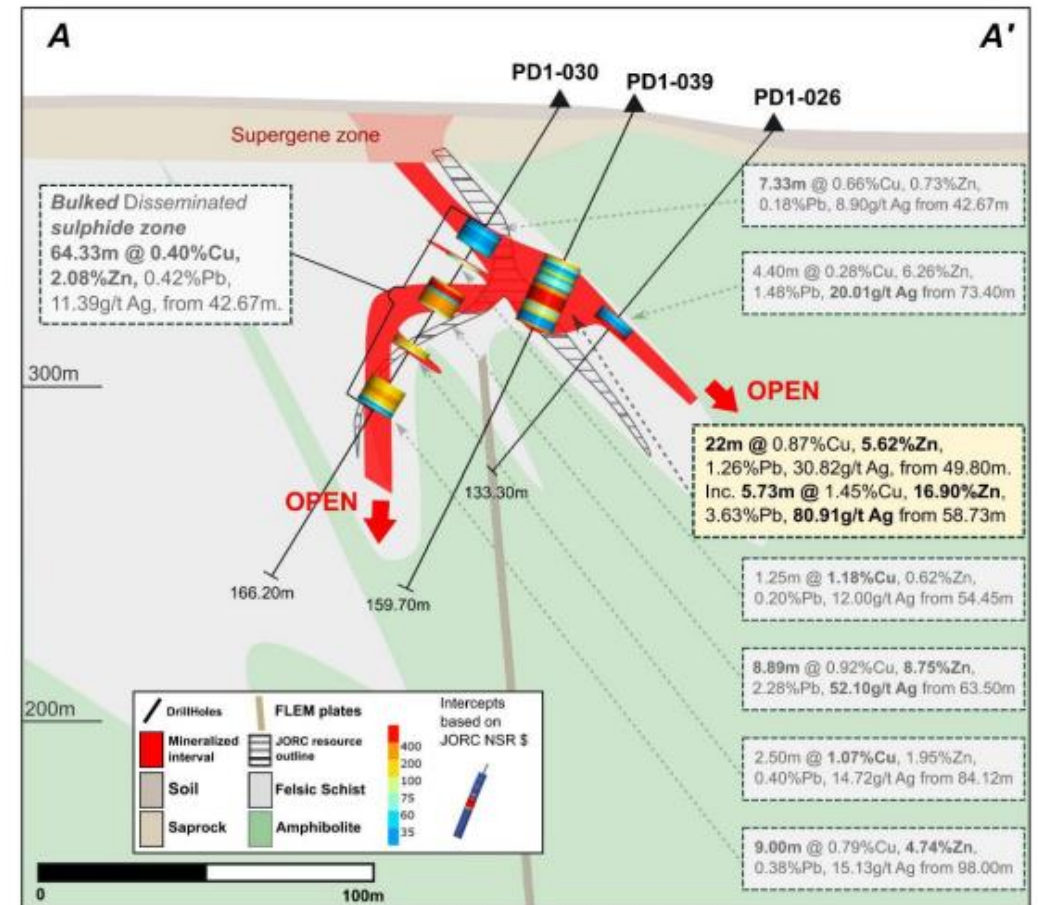 A
A'
PD1-030
PD1-039
PD1-026
Supergene zone
Bulked Disseminated
sulphide zone
64.33m @ 0.40%Cu,
2.08%Zn, 0.42%Pb,
11.39g/t Ag, from 42.67m.
7.33m @ 0.66%Cu, 0.73%Zn,
0.18%Pb, 8.90g/t Ag from 42.67m
4.40m @ 0.28%Cu, 6.26%Zn,
1.48%Pb, 20.01g/t Ag from 73.40m
300m
OPEN
22m @ 0.87%Cu, 5.62%Zn,
1.26%Pb, 30.82g/t Ag, from 49.80m.
Inc. 5.73m @ 1.45%Cu, 16.90%Zn,
3.63%Pb, 80.91g/t Ag from 58.73m
OPEN
133.30m
166.20m
159.70m
1.25m @ 1.18%Cu, 0.62%Zn,
0.20%Pb, 12.00g/t Ag from 54.45m
8.89m @ 0.92%Cu, 8.75%Zn,
2.28%Pb, 52.10g/t Ag from 63.50m
200m
2.50m @ 1.07%Cu, 1.95%Zn,
0.40%Pb, 14.72g/t Ag from 84.12m
9.00m @ 0.79%Cu, 4.74%Zn,
0.38%Pb, 15.13g/t Ag from 98.00m
DrillHoles
FLEM plates
Mineralized
interval
JORC resource
outline
Soil
Felsic Schist
Saprock
Amphibolite
400
200
100
75
60
35
Intercepts
based on
JORC NSR $
0
100m